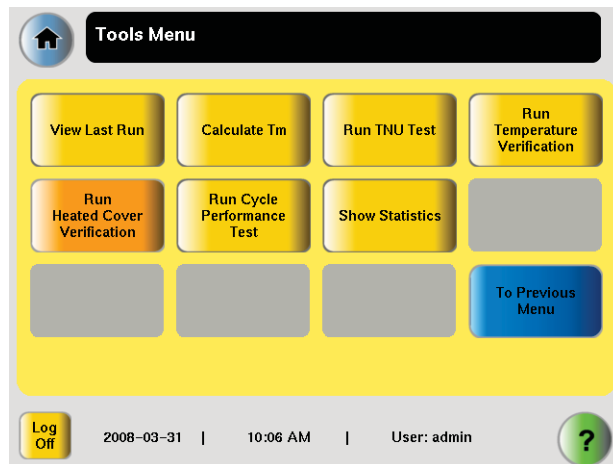 Tools Menu
View Last Run
Calculate Tm
Run TNU Test
Run
Temperature
Verification
Run
Heated Cover
Verification
Run Cycle
Performance
Test
Show Statistics
To Previous
Menu
Log
Off
2008-03-31 | 10:06 AM | User: admin
?